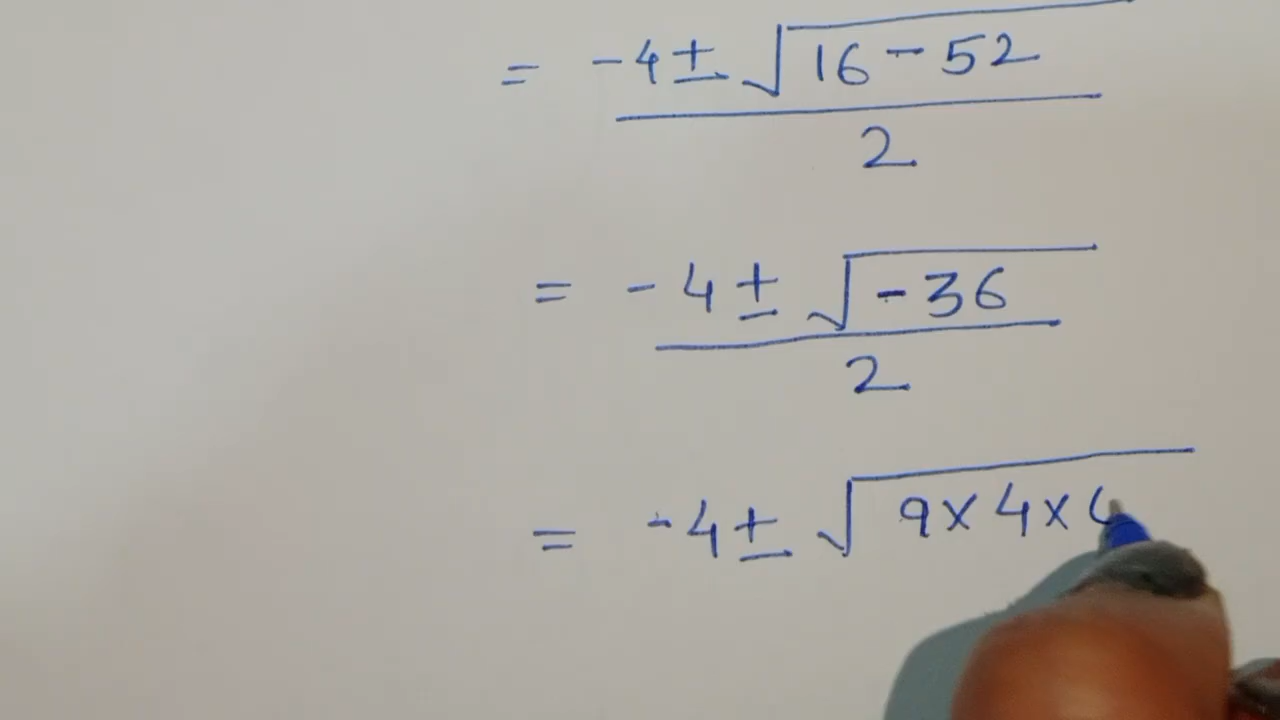 = -4 ± √16 - 52
2
= -4 ± √-36
2
= -4 ± √9 × 4 ×